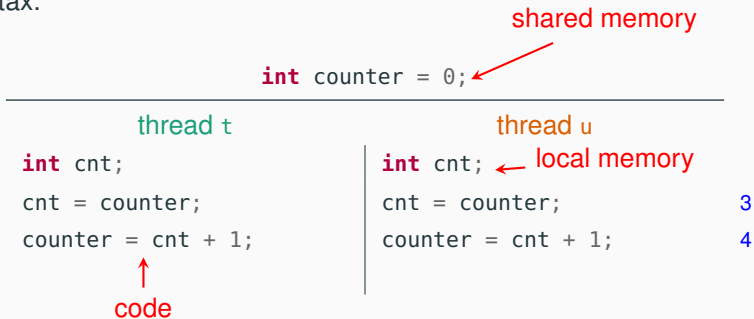 tax:
shared memory
int counter = 0;
thread t thread u
int cnt; int cnt; local memory
cnt = counter; cnt = counter; 3
counter = cnt + 1; counter = cnt + 1; 4
code